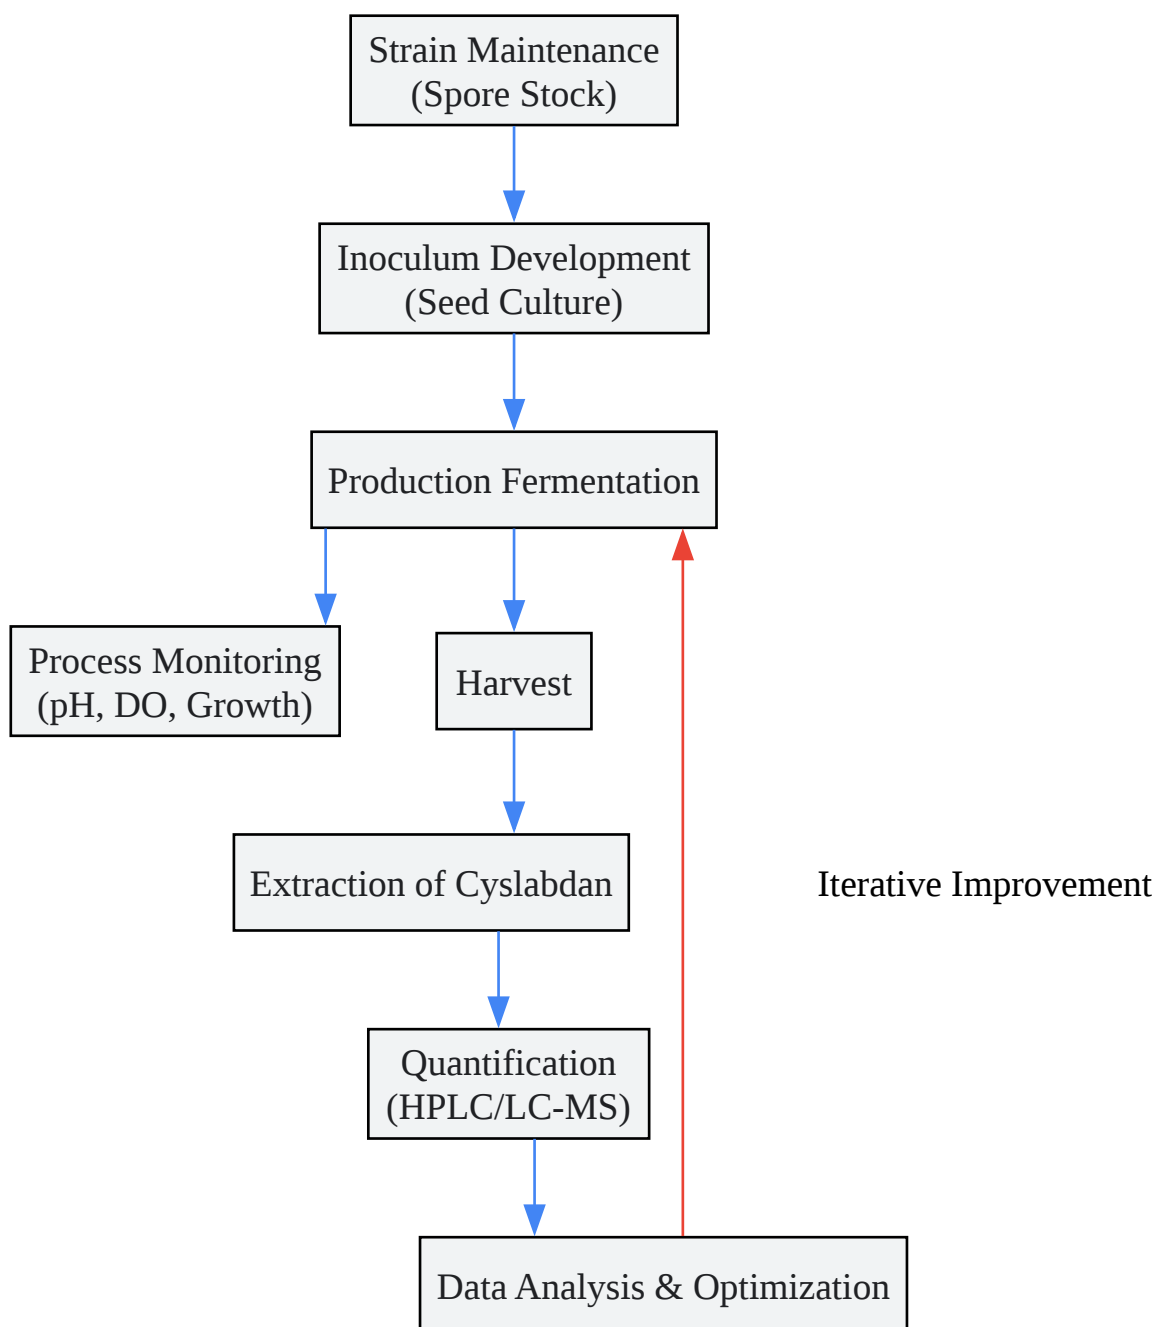 Strain Maintenance
(Spore Stock)
Inoculum Development
(Seed Culture)
Production Fermentation
Process Monitoring
(pH, DO, Growth)
Harvest
Extraction of Cyslabdan
Iterative Improvement
Quantification
(HPLC/LC-MS)
Data Analysis & Optimization